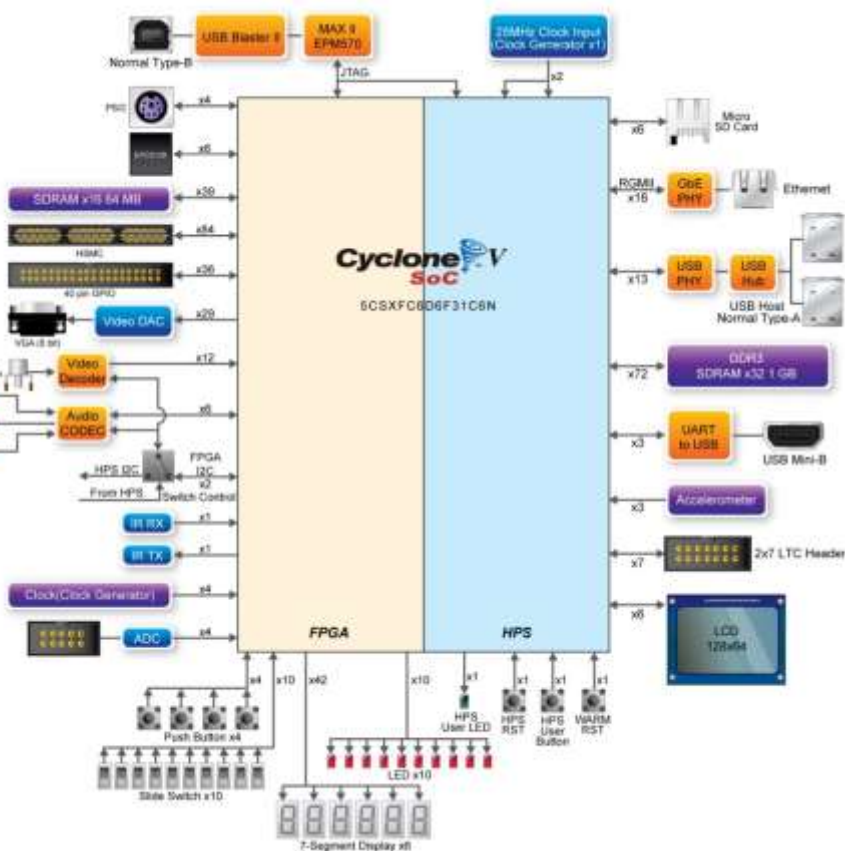 USB Blaster II
MAX II
EPM570
25MHz Clock Input
(Clock Generator x1)
Normal Type-B
JTAG
x2
PS/2
x4
x6
Micro
SD Card
x6
SDRAM x16 64 MB
x39
RGMII
x16
GbE
PHY
Ethernet
HSMC
x84
Cyclone V
SoC
5CSXFC6D6F31C6N
40 pin GPIO
x36
x13
USB
PHY
USB
Hub
USB Host
Normal Type-A
Video DAC
x29
VGA (8 bit)
Video
Decoder
x12
x72
DDR3
SDRAM x32 1 GB
Audio
CODEC
x6
x3
UART
to USB
USB Mini-B
HPS I2C
FPGA
I2C
x2
From HPS
Switch Control
x3
Accelerometer
IR RX
x1
IR TX
x1
x7
2x7 LTC Header
Clock(Clock Generator)
x4
x6
LCD
128x64
ADC
x4
FPGA
HPS
x4
x10
x42
x10
x1
x1
x1
x1
Push Button x4
HPS
User LED
HPS
RST
HPS
User
Button
WARM
RST
Slide Switch x10
LED x10
7-Segment Display x6